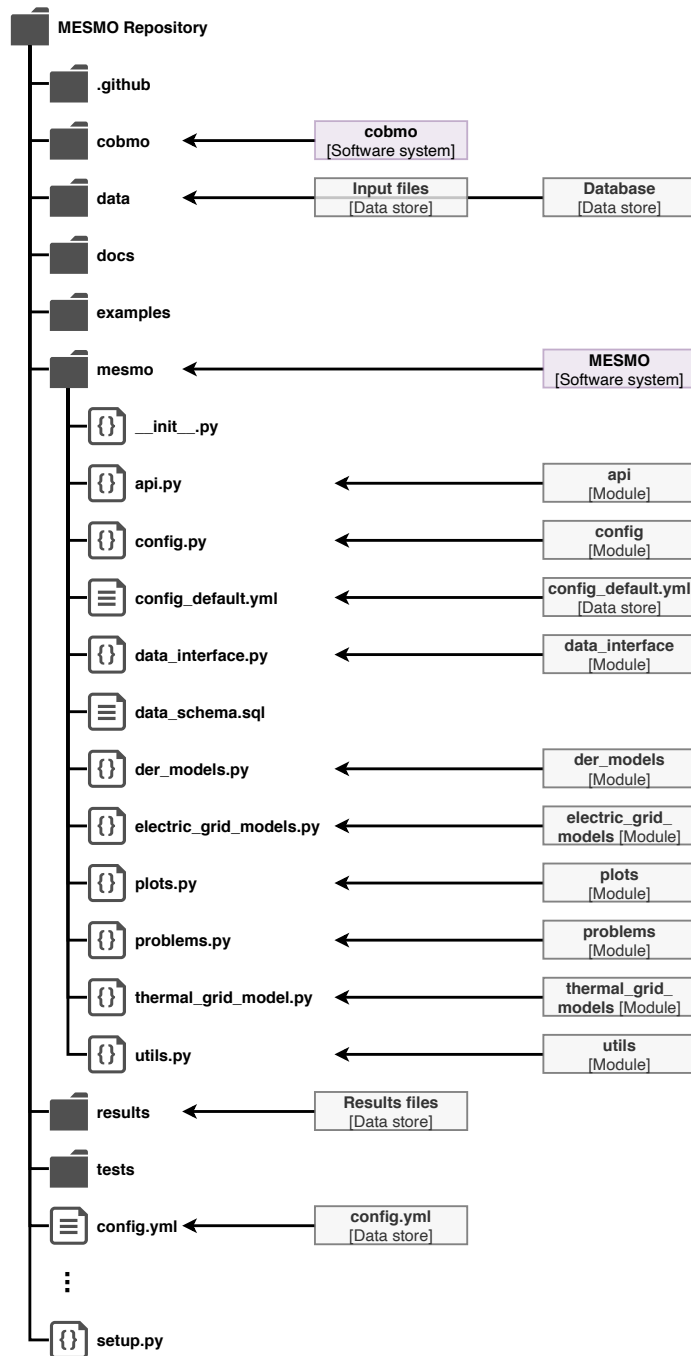 MESMO Repository
.github
cobmo
cobmo
[Software system]
data
Input files
[Data store]
Database
[Data store]
docs
examples
mesmo
MESMO
[Software system]
{} __init__.py
{} api.py
api
[Module]
{} config.py
config
[Module]
config_default.yml
config_default.yml
[Data store]
{} data_interface.py
data_interface
[Module]
data_schema.sql
{} der_models.py
der_models
[Module]
{} electric_grid_models.py
electric_grid_
models [Module]
{} plots.py
plots
[Module]
{} problems.py
problems
[Module]
{} thermal_grid_model.py
thermal_grid_
models [Module]
{} utils.py
utils
[Module]
results
Results files
[Data store]
tests
config.yml
config.yml
[Data store]
⋮
{} setup.py